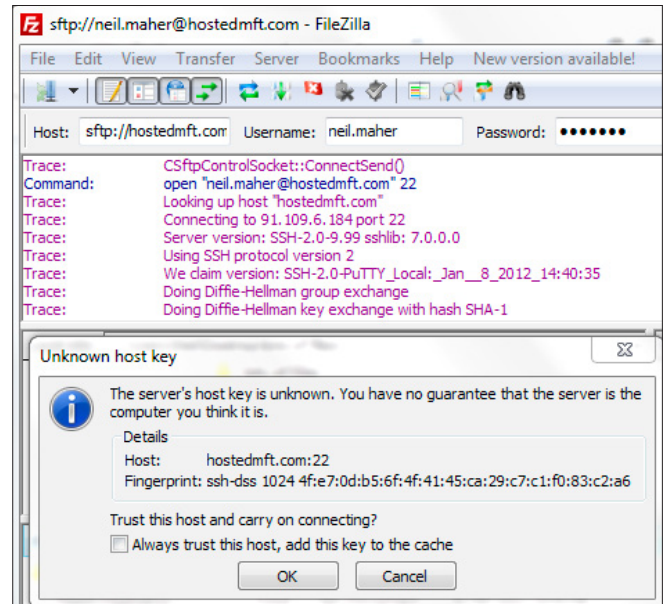 sftp://neil.maher@hostedmft.com - FileZilla
File Edit View Transfer Server Bookmarks Help New version available!
Host: sftp://hostedmft.com Username: neil.maher Password: •••••••
Trace: CSftpControlSocket::ConnectSend()
Command: open "neil.maher@hostedmft.com" 22
Trace: Looking up host "hostedmft.com"
Trace: Connecting to 91.109.6.184 port 22
Trace: Server version: SSH-2.0-9.99 sshlib: 7.0.0.0
Trace: Using SSH protocol version 2
Trace: We claim version: SSH-2.0-PuTTY_Local:_Jan__8_2012_14:40:35
Trace: Doing Diffie-Hellman group exchange
Trace: Doing Diffie-Hellman key exchange with hash SHA-1
Unknown host key
The server's host key is unknown. You have no guarantee that the server is the
computer you think it is.
Details
Host: hostedmft.com:22
Fingerprint: ssh-dss 1024 4f:e7:0d:b5:6f:4f:41:45:ca:29:c7:c1:f0:83:c2:a6
Trust this host and carry on connecting?
Always trust this host, add this key to the cache
OK Cancel